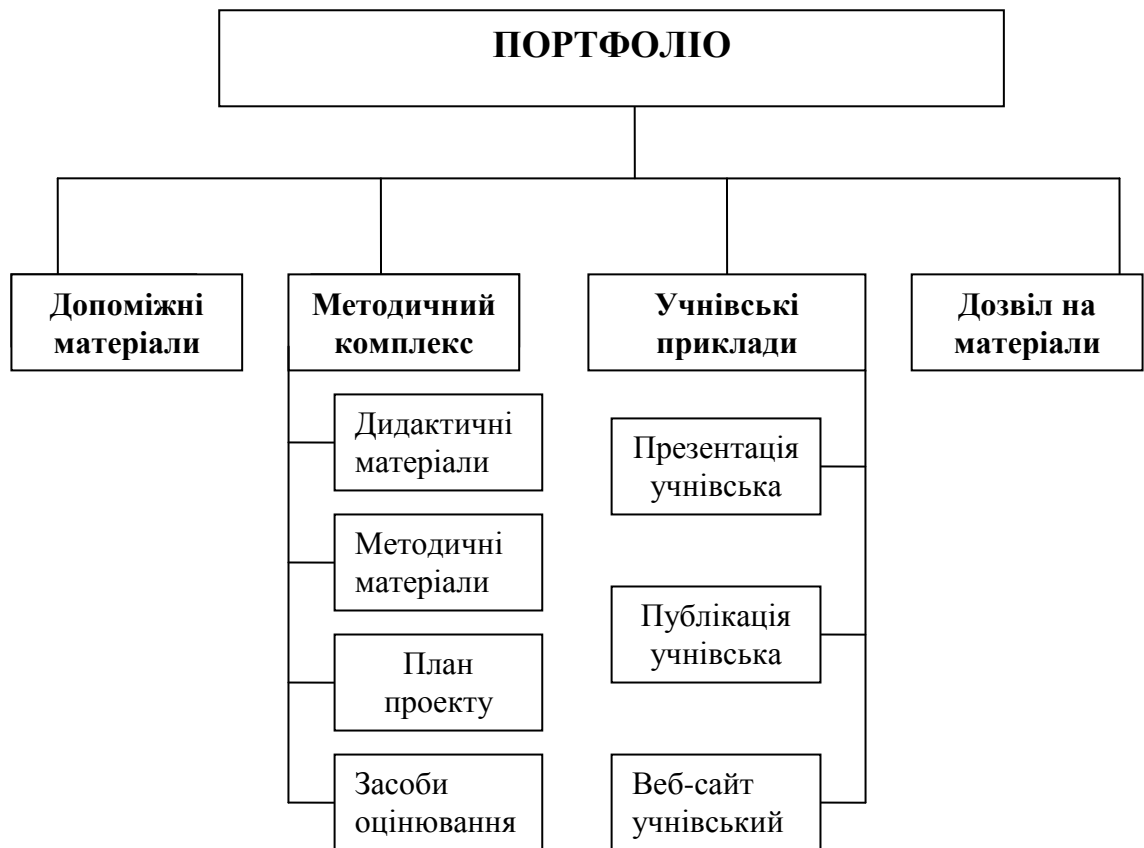 ПОРТФОЛІО
Допоміжні
матеріали
Методичний
комплекс
Учнівські
приклади
Дозвіл на
матеріали
Дидактичні
матеріали
Методичні
матеріали
План
проекту
Засоби
оцінювання
Презентація
учнівська
Публікація
учнівська
Веб-сайт
учнівський